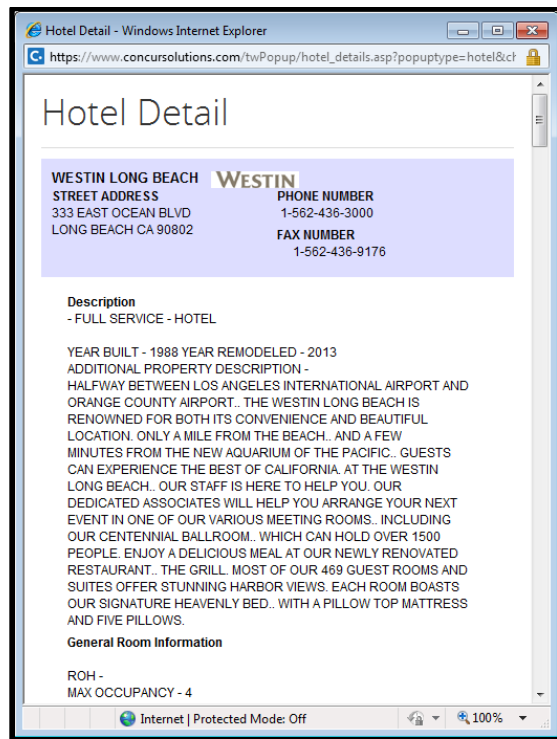 Hotel Detail - Windows Internet Explorer
https://www.concursolutions.com/twPopup/hotel_details.asp?popuptype=hotel&ch
Hotel Detail
WESTIN LONG BEACH WESTIN
STREET ADDRESS PHONE NUMBER
333 EAST OCEAN BLVD 1-562-436-3000
LONG BEACH CA 90802 FAX NUMBER
1-562-436-9176
Description
- FULL SERVICE - HOTEL
YEAR BUILT - 1988 YEAR REMODELED - 2013
ADDITIONAL PROPERTY DESCRIPTION -
HALFWAY BETWEEN LOS ANGELES INTERNATIONAL AIRPORT AND
ORANGE COUNTY AIRPORT.. THE WESTIN LONG BEACH IS
RENOWNED FOR BOTH ITS CONVENIENCE AND BEAUTIFUL
LOCATION. ONLY A MILE FROM THE BEACH.. AND A FEW
MINUTES FROM THE NEW AQUARIUM OF THE PACIFIC.. GUESTS
CAN EXPERIENCE THE BEST OF CALIFORNIA. AT THE WESTIN
LONG BEACH.. OUR STAFF IS HERE TO HELP YOU. OUR
DEDICATED ASSOCIATES WILL HELP YOU ARRANGE YOUR NEXT
EVENT IN ONE OF OUR VARIOUS MEETING ROOMS.. INCLUDING
OUR CENTENNIAL BALLROOM.. WHICH CAN HOLD OVER 1500
PEOPLE. ENJOY A DELICIOUS MEAL AT OUR NEWLY RENOVATED
RESTAURANT.. THE GRILL. MOST OF OUR 469 GUEST ROOMS AND
SUITES OFFER STUNNING HARBOR VIEWS. EACH ROOM BOASTS
OUR SIGNATURE HEAVENLY BED.. WITH A PILLOW TOP MATTRESS
AND FIVE PILLOWS.
General Room Information
ROH -
MAX OCCUPANCY - 4
Internet | Protected Mode: Off 100%